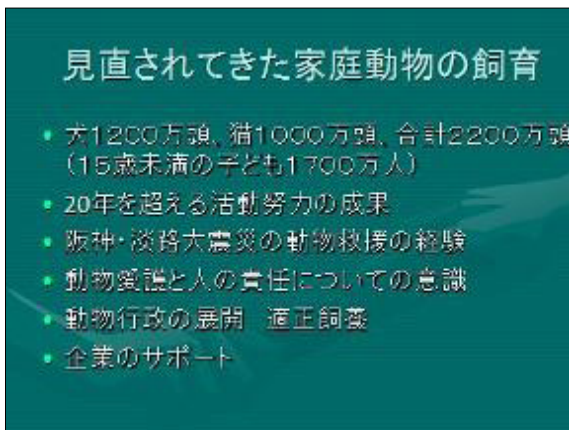 見直されてきた家庭動物の飼育
• 犬1200万頭、猫1000万頭、合計2200万頭
（15歳未満の子ども1700万人）
• 20年を超える活動努力の成果
• 阪神・淡路大震災の動物救援の経験
• 動物愛護と人の責任についての意識
• 動物行政の展開　適正飼養
• 企業のサポート